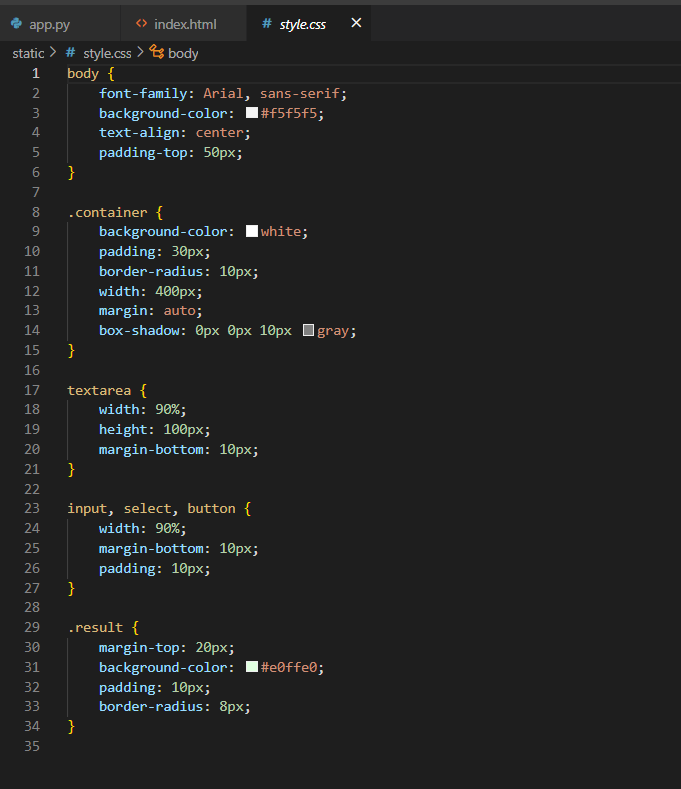 app.py index.html # style.css ×
static > # style.css > body
1 body {
2     font-family: Arial, sans-serif;
3     background-color: #f5f5f5;
4     text-align: center;
5     padding-top: 50px;
6 }
7
8 .container {
9     background-color: white;
10     padding: 30px;
11     border-radius: 10px;
12     width: 400px;
13     margin: auto;
14     box-shadow: 0px 0px 10px gray;
15 }
16
17 textarea {
18     width: 90%;
19     height: 100px;
20     margin-bottom: 10px;
21 }
22
23 input, select, button {
24     width: 90%;
25     margin-bottom: 10px;
26     padding: 10px;
27 }
28
29 .result {
30     margin-top: 20px;
31     background-color: #e0ffe0;
32     padding: 10px;
33     border-radius: 8px;
34 }
35